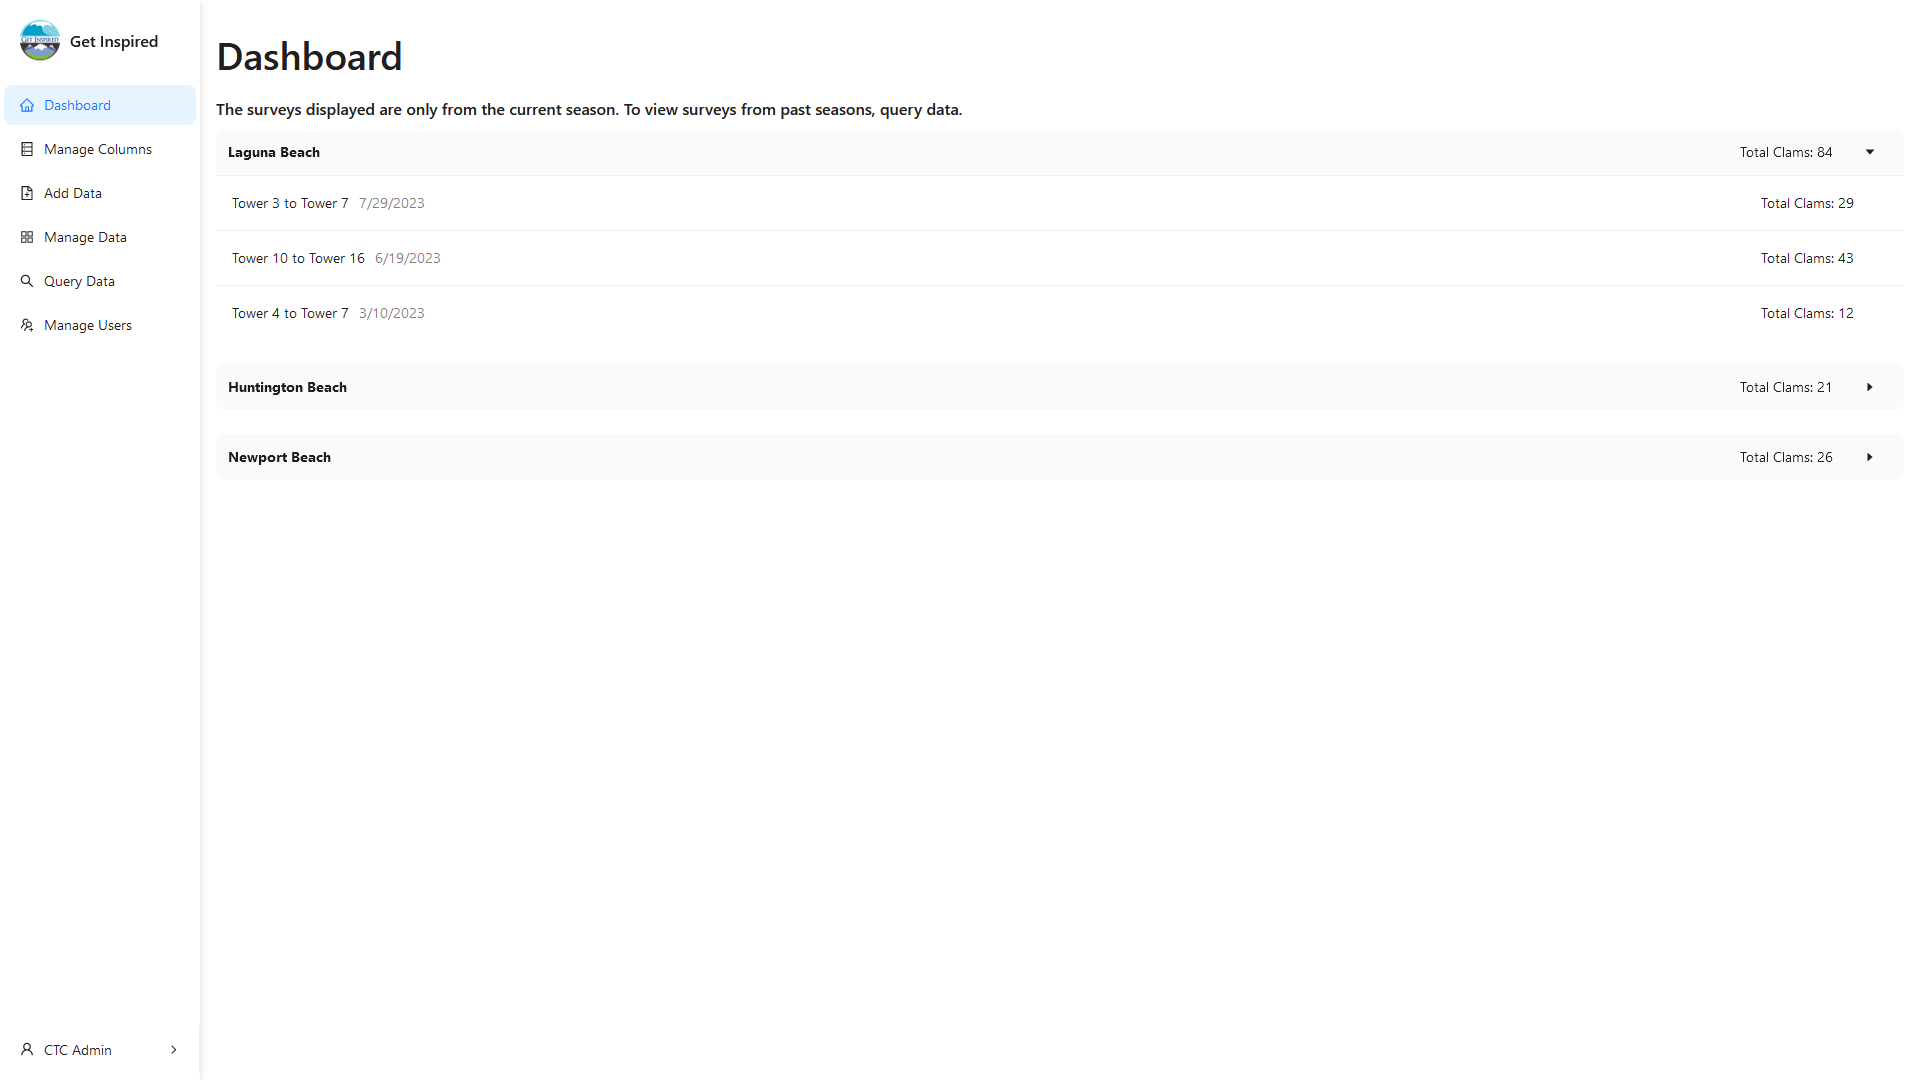 GET INSPIRED
Get Inspired
Dashboard
Manage Columns
Add Data
Manage Data
Query Data
Manage Users
CTC Admin
Dashboard
The surveys displayed are only from the current season. To view surveys from past seasons, query data.
Laguna Beach Total Clams: 84
Tower 3 to Tower 7 7/29/2023 Total Clams: 29
Tower 10 to Tower 16 6/19/2023 Total Clams: 43
Tower 4 to Tower 7 3/10/2023 Total Clams: 12
Huntington Beach Total Clams: 21
Newport Beach Total Clams: 26